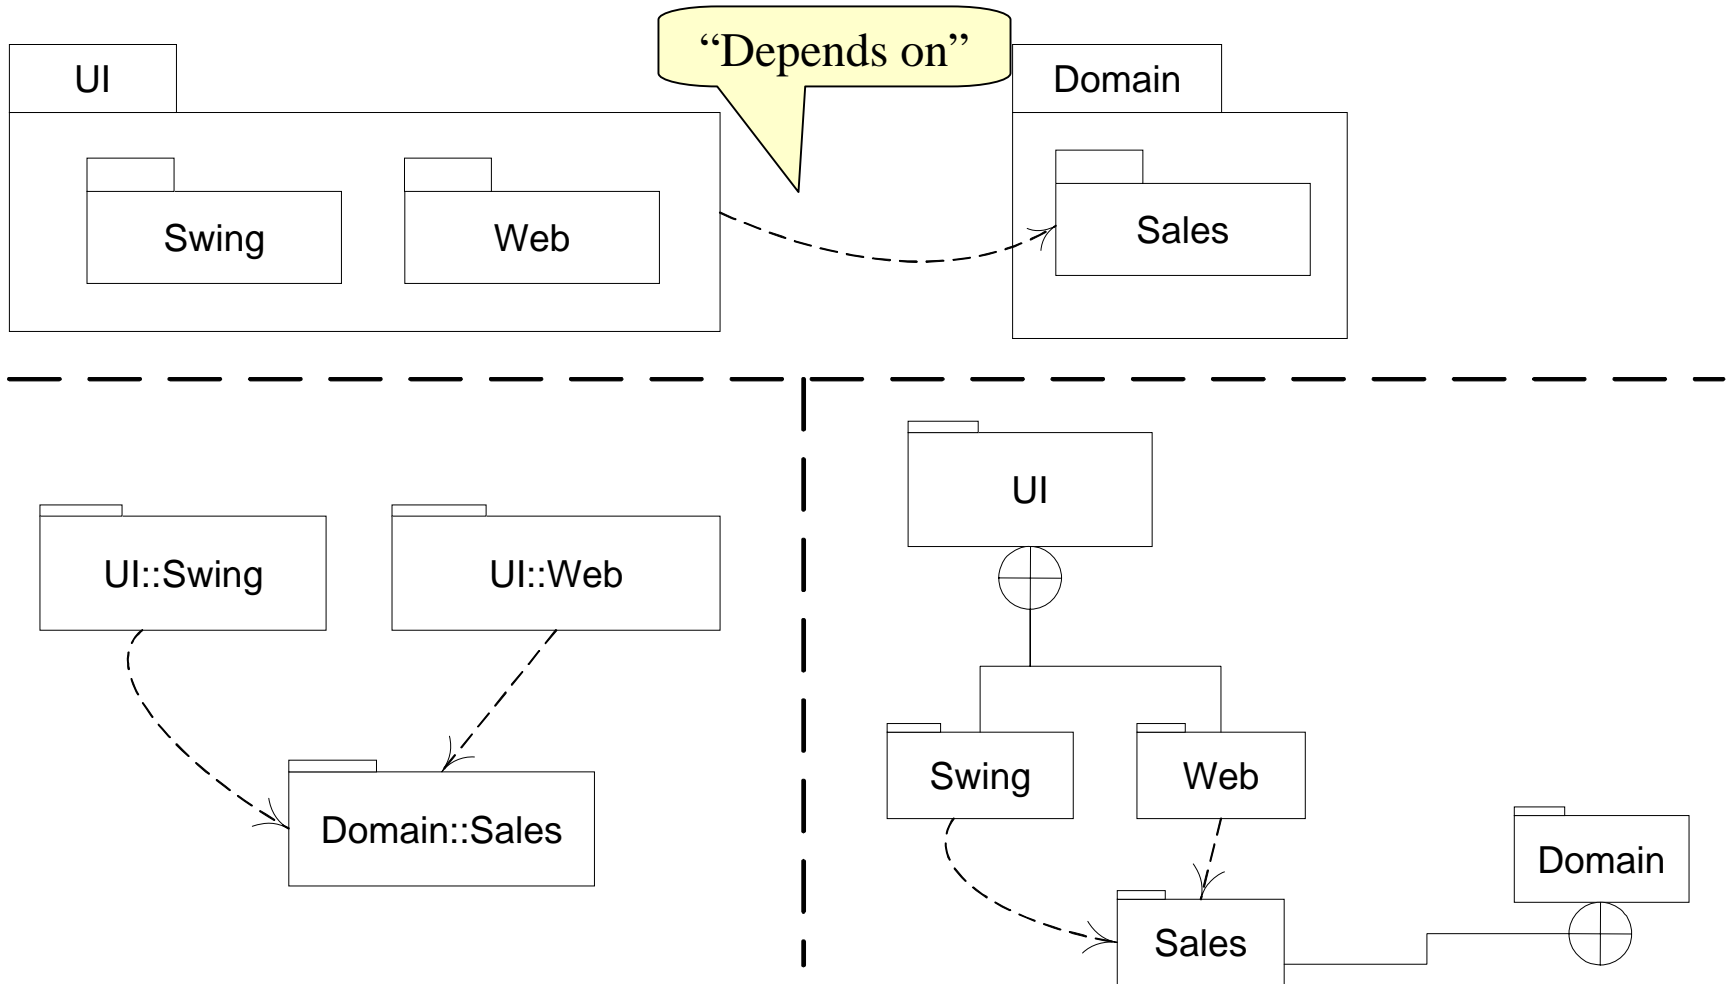 “Depends on”
UI
Domain
Swing
Web
Sales
UI::Swing
UI::Web
Domain::Sales
UI
Swing
Web
Domain
Sales